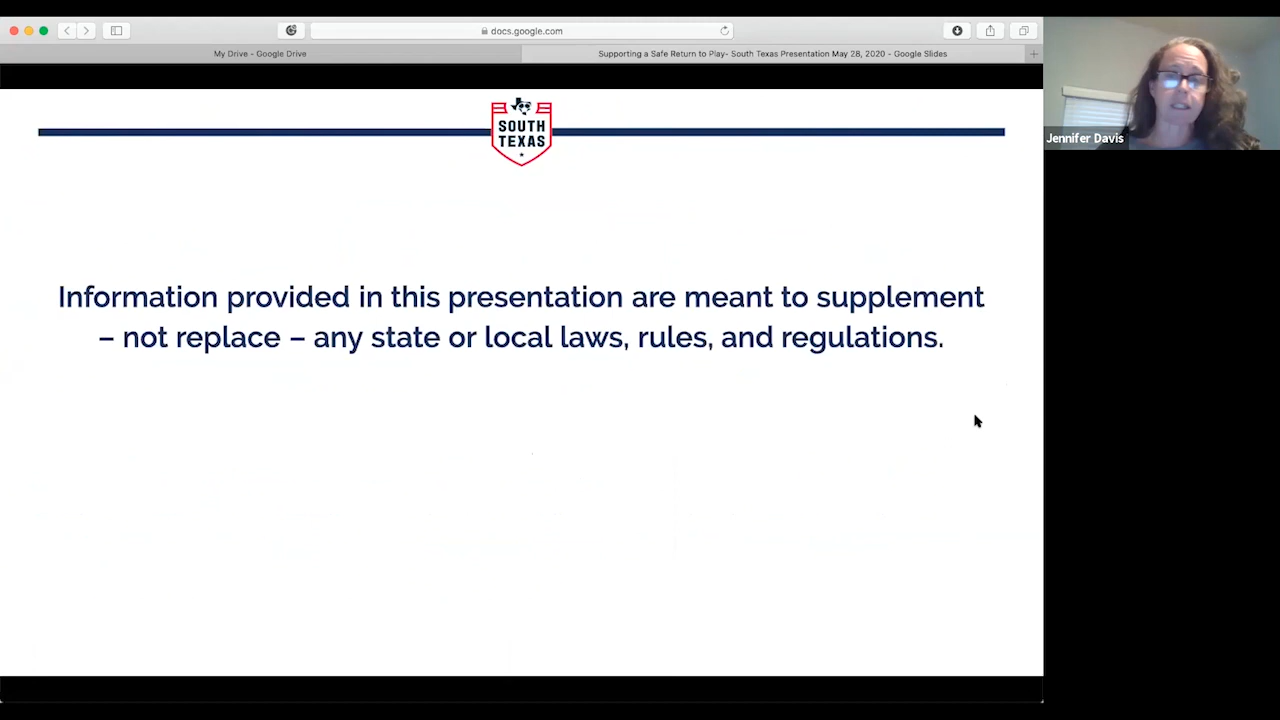 docs.google.com
My Drive - Google Drive
Supporting a Safe Return to Play- South Texas Presentation May 28, 2020 - Google Slides
SOUTH
TEXAS
Jennifer Davis
Information provided in this presentation are meant to supplement
– not replace – any state or local laws, rules, and regulations.